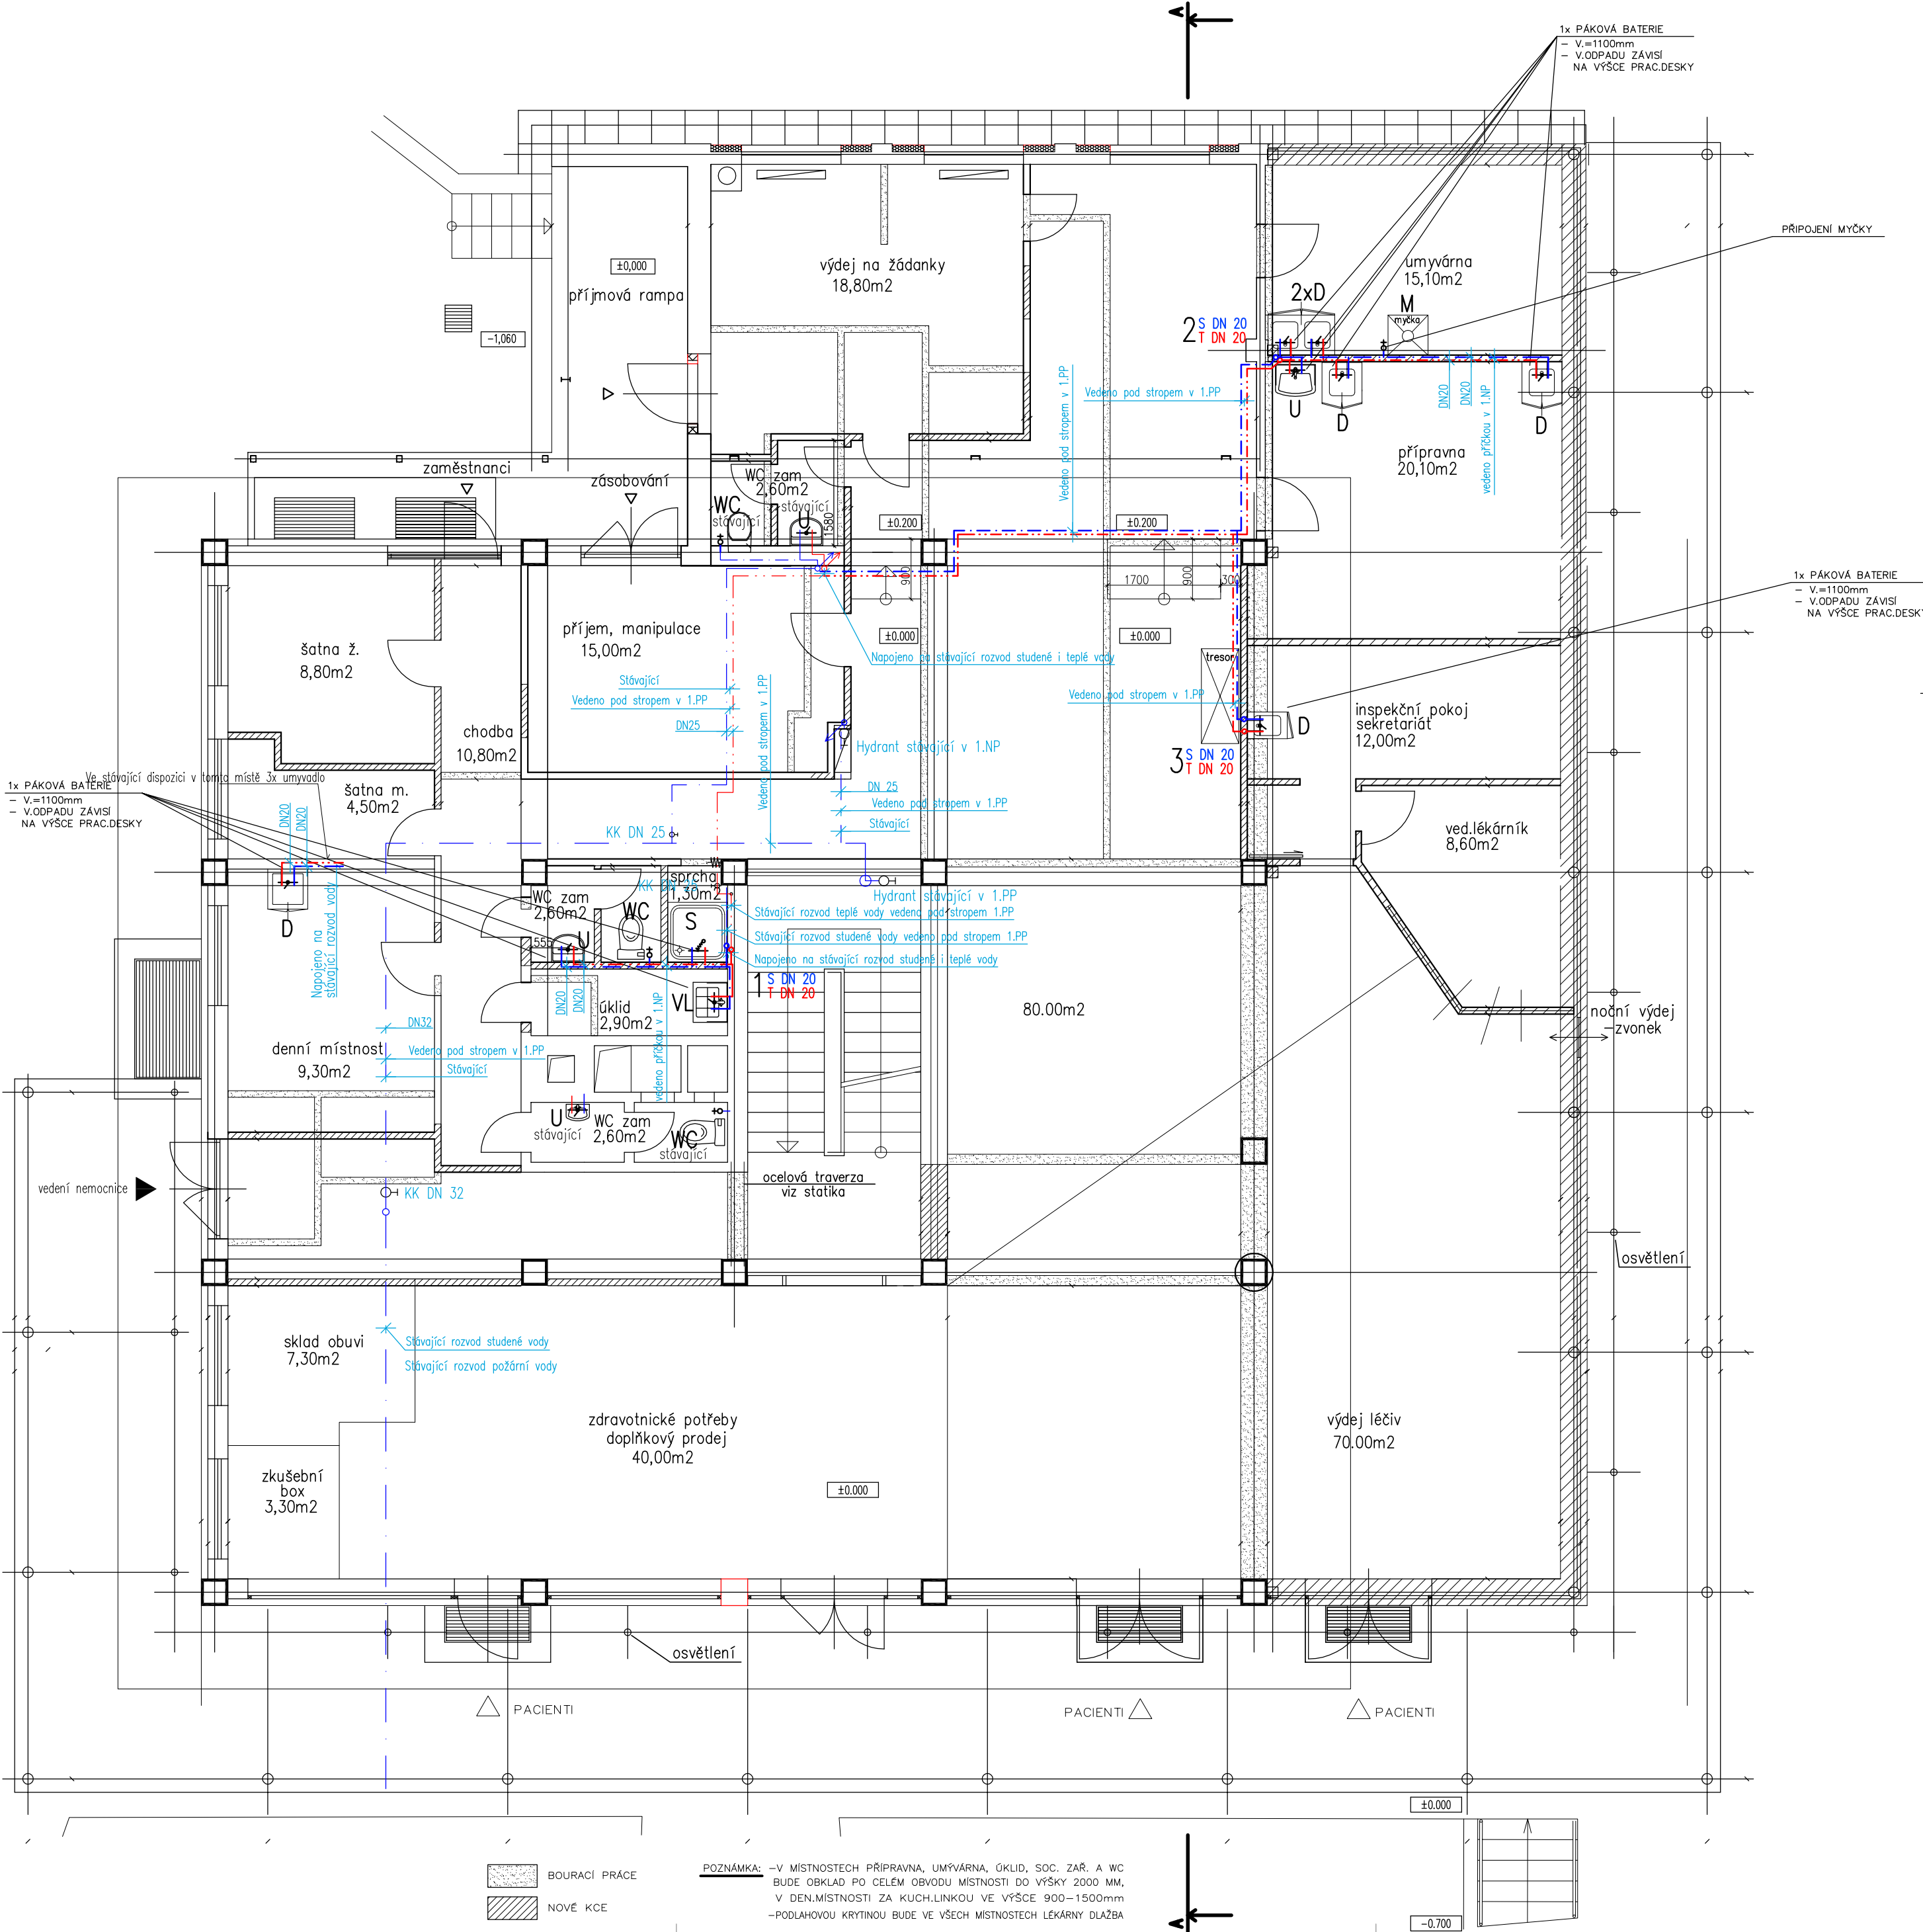 A
1x PÁKOVÁ BATERIE
- V.=1100mm
- V.ODPADU ZÁVISÍ
NA VÝŠCE PRAC.DESKY
PŘIPOJENÍ MYČKY
±0,000
příjmová rampa
-1,060
výdej na žádanky
18,80m2
umyvárna
15,10m2
2xD
M
myčka
2
S DN 20
T DN 20
Vedeno pod stropem v 1.PP
Vedeno pod stropem v 1.PP
U
D
D
DN20
DN20
vedeno příčkou v 1.NP
přípravna
20,10m2
zaměstnanci
zásobování
WC zam
2,60m2
WC
stávající
U
stávající
1580
±0.200
±0.200
900
1700
900
300
1x PÁKOVÁ BATERIE
- V.=1100mm
- V.ODPADU ZÁVISÍ
NA VÝŠCE PRAC.DESKY
šatna ž.
8,80m2
příjem, manipulace
15,00m2
±0.000
±0.000
Napojeno na stávající rozvod studené i teplé vody
tresor
Stávající
Vedeno pod stropem v 1.PP
DN25
Vedeno pod stropem v 1.PP
Vedeno pod stropem v 1.PP
D
inspekční pokoj
sekretariát
12,00m2
chodba
10,80m2
Hydrant stávající v 1.NP
3
S DN 20
T DN 20
Ve stávající dispozici v tomto místě 3x umyvadlo
1x PÁKOVÁ BATERIE
- V.=1100mm
- V.ODPADU ZÁVISÍ
NA VÝŠCE PRAC.DESKY
šatna m.
4,50m2
DN20
DN20
DN 25
Vedeno pod stropem v 1.PP
Stávající
KK DN 25
ved.lékárník
8,60m2
sprcha
1,30m2
WC zam
2,60m2
WC
Hydrant stávající v 1.PP
Stávající rozvod teplé vody vedeno pod stropem 1.PP
D
U
S
Stávající rozvod studené vody vedeno pod stropem 1.PP
Napojeno na stávající rozvod studené i teplé vody
Napojeno na
stávající rozvod vody
1
S DN 20
T DN 20
DN20
DN20
úklid
2,90m2
VL
80.00m2
noční výdej
-zvonek
DN32
denní místnost
9,30m2
Vedeno pod stropem v 1.PP
Stávající
vedeno příčkou v 1.NP
U
stávající
WC zam
2,60m2
WC
stávající
vedení nemocnice
KK DN 32
ocelová traverza
viz statika
osvětlení
sklad obuvi
7,30m2
Stávající rozvod studené vody
Stávající rozvod požární vody
zdravotnické potřeby
doplňkový prodej
40,00m2
výdej léčiv
70.00m2
zkušební
box
3,30m2
±0.000
osvětlení
PACIENTI
PACIENTI
PACIENTI
±0.000
BOURACÍ PRÁCE
NOVÉ KCE
POZNÁMKA: -V MÍSTNOSTECH PŘÍPRAVNA, UMÝVÁRNA, ÚKLID, SOC. ZAŘ. A WC
BUDE OBKLAD PO CELÉM OBVODU MÍSTNOSTI DO VÝŠKY 2000 MM,
V DEN.MÍSTNOSTI ZA KUCH.LINKOU VE VÝŠCE 900-1500mm
-PODLAHOVOU KRYTINOU BUDE VE VŠECH MÍSTNOSTECH LÉKÁRNY DLAŽBA
A
-0.700